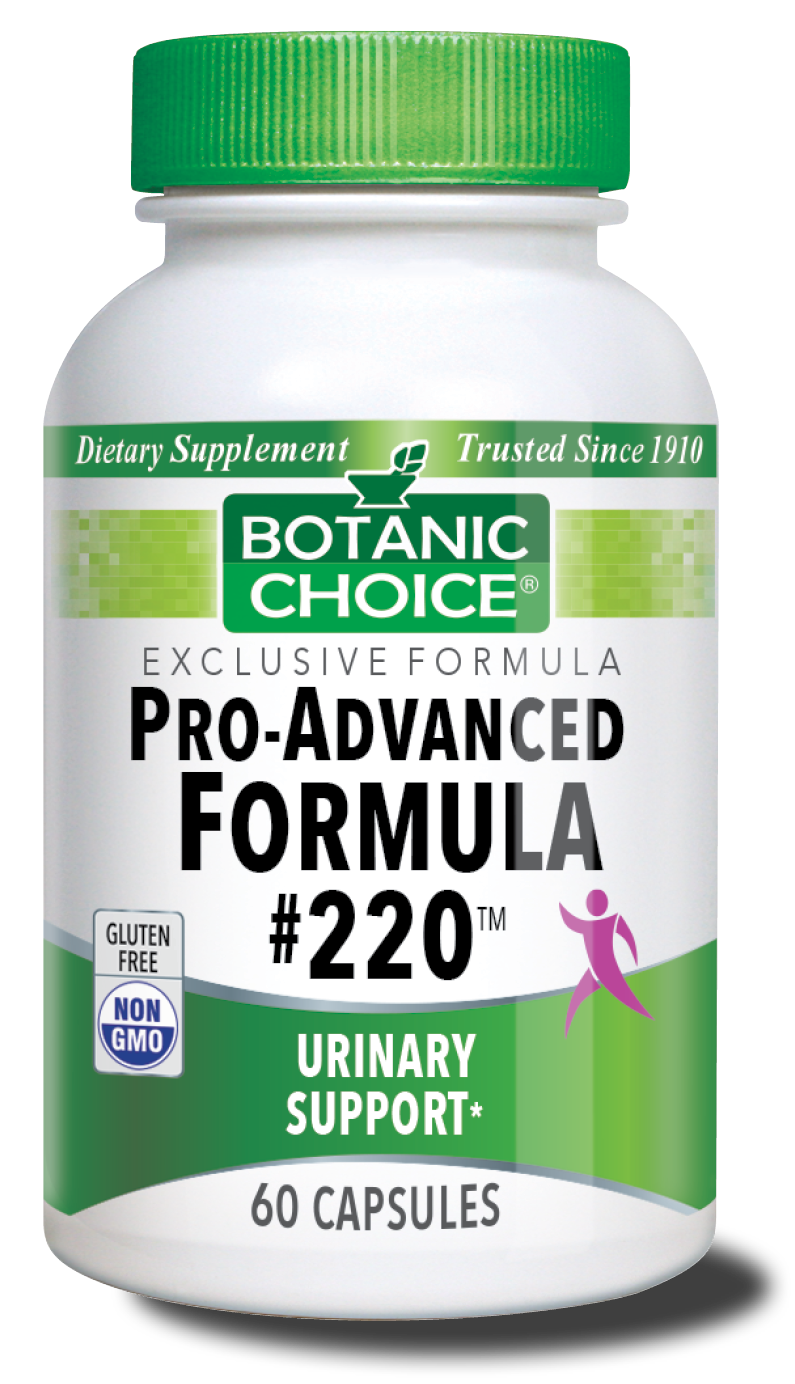 Dietary Supplement Trusted Since 1910
BOTANIC
CHOICE®
EXCLUSIVE FORMULA
PRO-ADVANCED
FORMULA
#220™
GLUTEN
FREE
NON
GMO
URINARY
SUPPORT*
60 CAPSULES